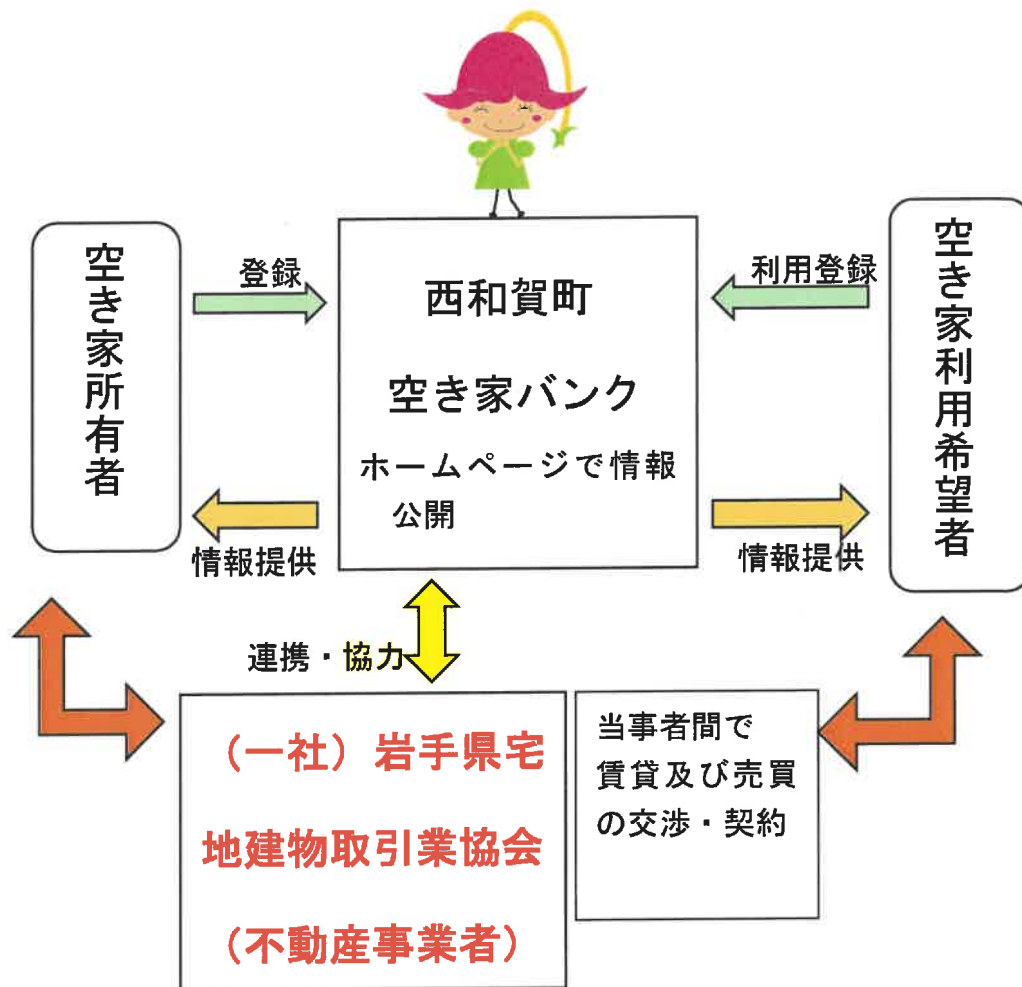 空き家所有者
登録
西和賀町
空き家バンク
ホームページで情報
公開
利用登録
空き家利用希望者
情報提供
情報提供
連携・協力
（一社）岩手県宅
地建物取引業協会
（不動産事業者）
当事者間で
賃貸及び売買
の交渉・契約